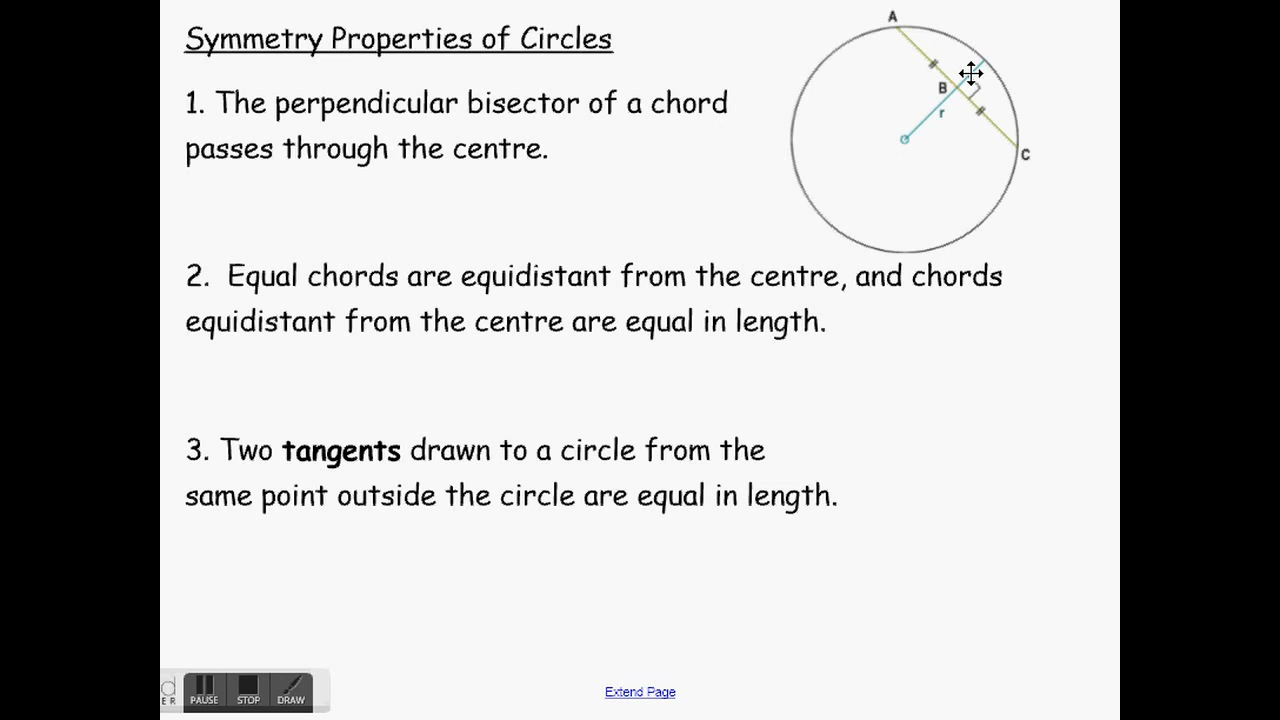 Symmetry Properties of Circles
A
1. The perpendicular bisector of a chord
passes through the centre.
B
r
C
2. Equal chords are equidistant from the centre, and chords
equidistant from the centre are equal in length.
3. Two tangents drawn to a circle from the
same point outside the circle are equal in length.
PAUSE STOP DRAW
Extend Page